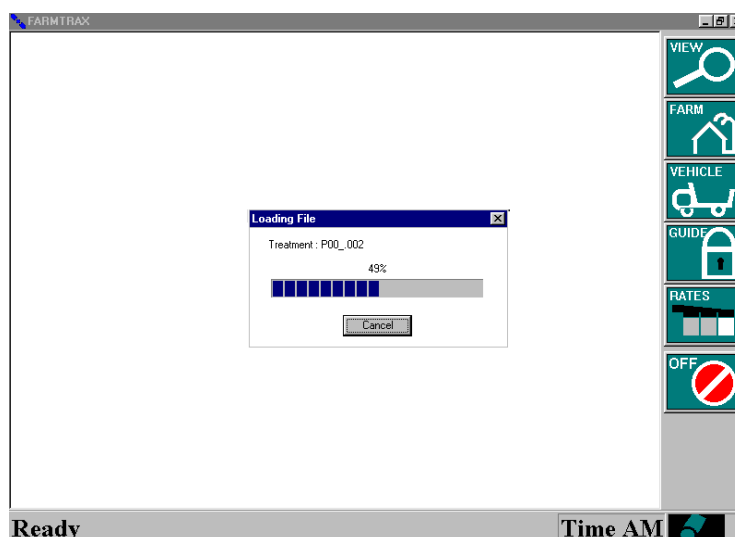 FARMTRAX
VIEW
FARM
VEHICLE
GUIDE
RATES
OFF
Loading File
Treatment : P00_.002
49%
Cancel
Ready
Time AM